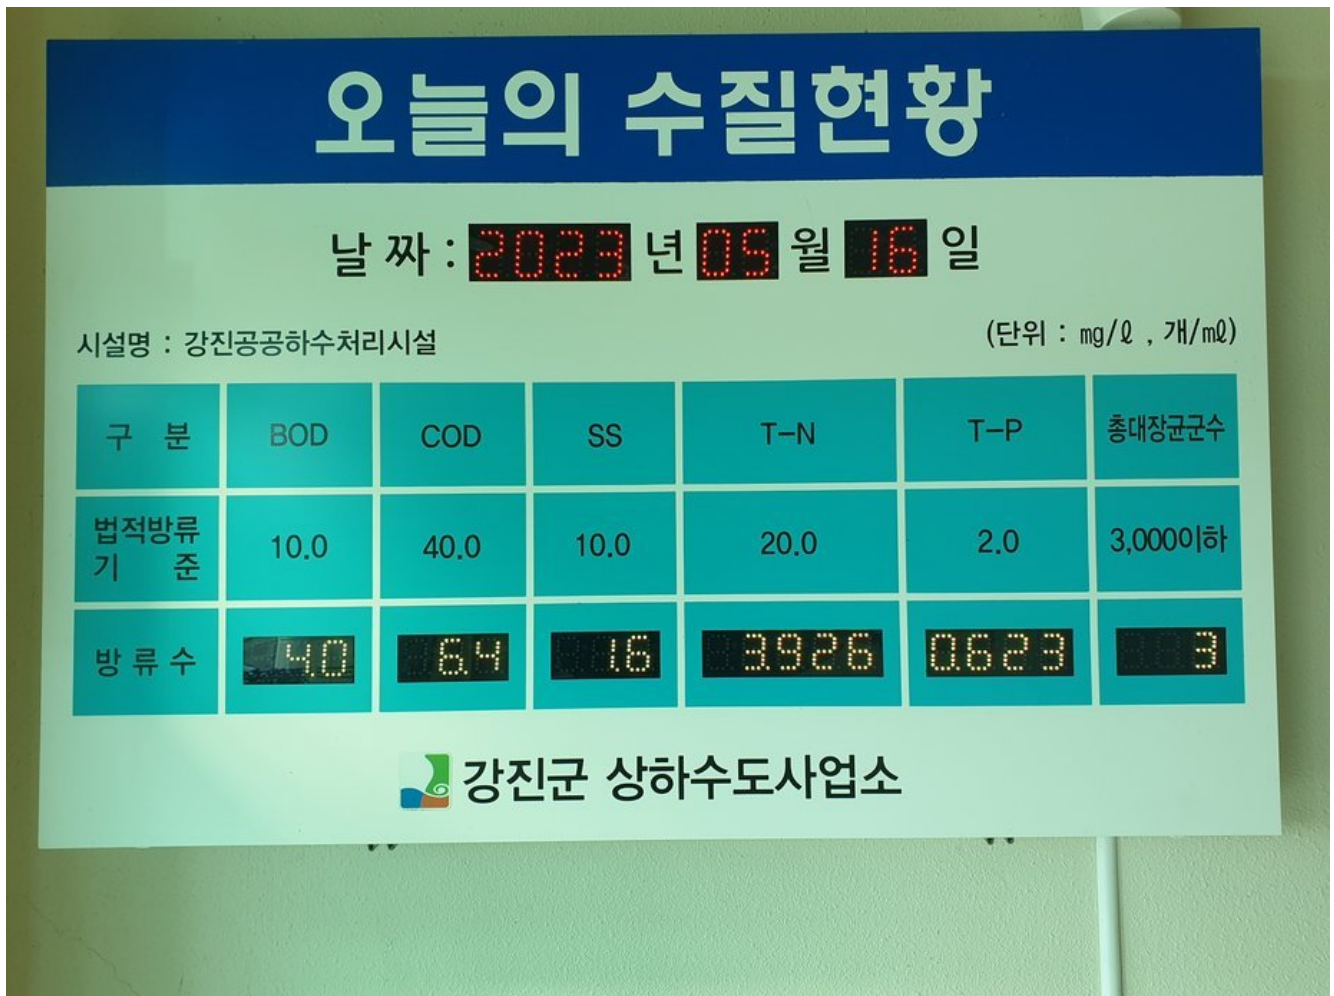 오늘의 수질현황
날 짜 : 2023 년 05 월 16 일
시설명 : 강진공공하수처리시설 (단위 : ㎎/ℓ , 개/㎖)
구 분 BOD COD SS T-N T-P 총대장균군수
법적방류 기 준 10.0 40.0 10.0 20.0 2.0 3,000이하
방류수 4.0 6.4 1.6 3.926 0.623 3
강진군 상하수도사업소